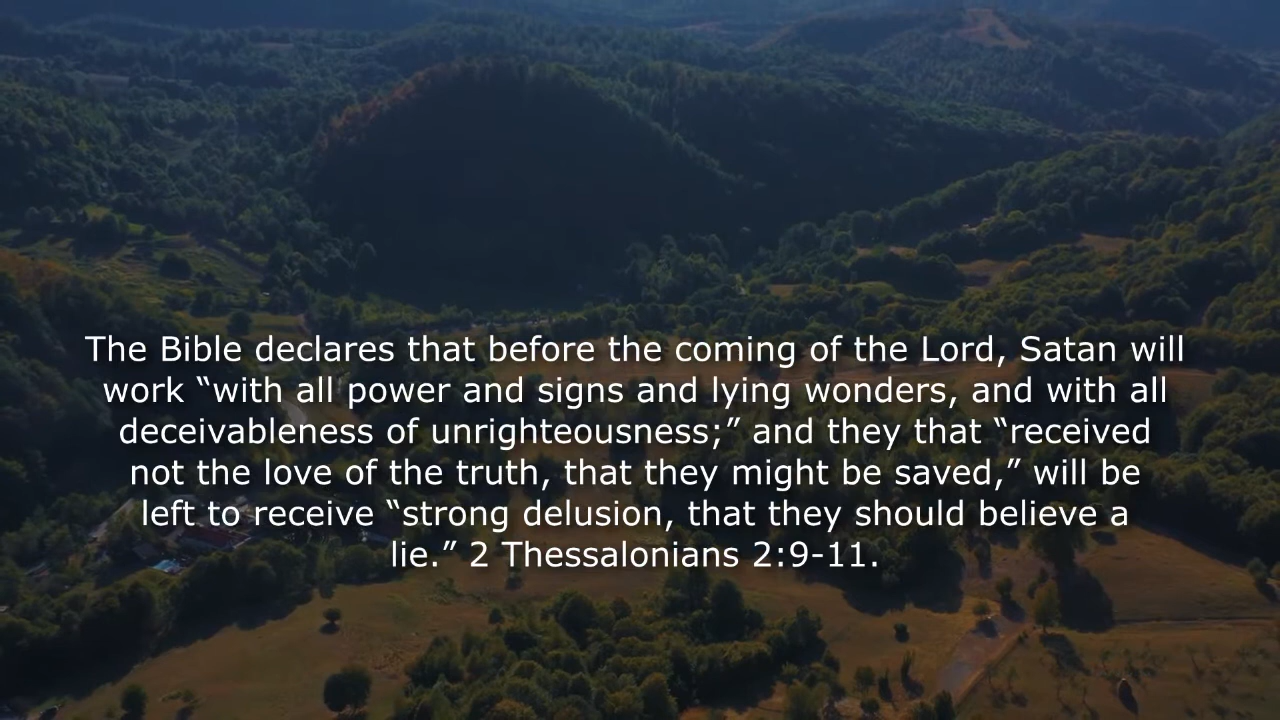 The Bible declares that before the coming of the Lord, Satan will
work “with all power and signs and lying wonders, and with all
deceivableness of unrighteousness;” and they that “received
not the love of the truth, that they might be saved,” will be
left to receive “strong delusion, that they should believe a
lie.” 2 Thessalonians 2:9-11.